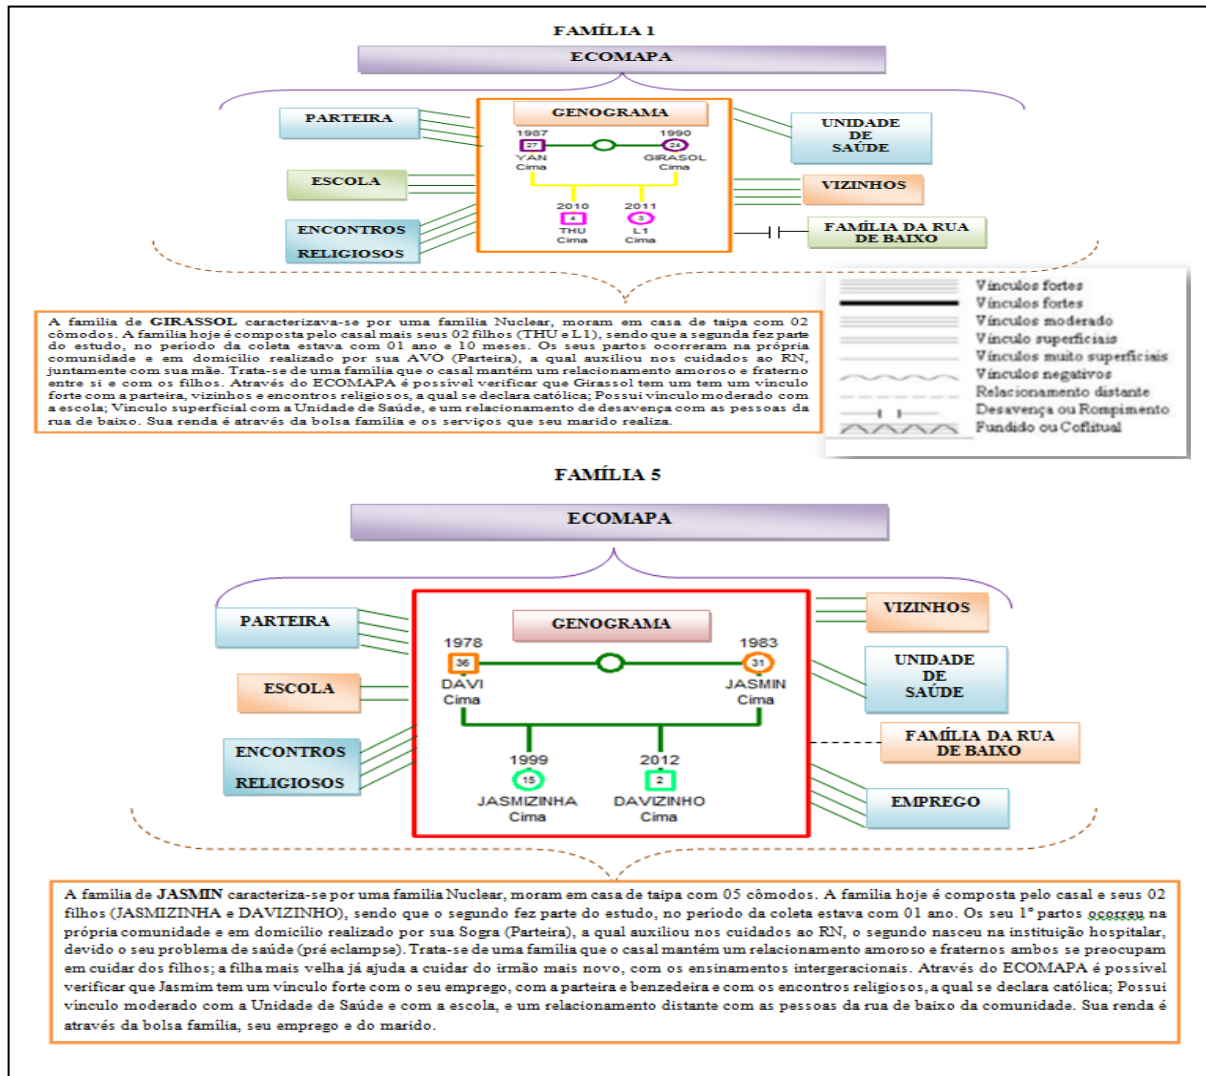 FAMÍLIA 1
ECOMAPA
PARTEIRA
GENOGRAMA
UNIDADE
DE
SAÚDE
1987
1990
27
24
YAN
GIRASOL
Cima
Cima
ESCOLA
VIZINHOS
2010
2011
4
3
THU
L1
Cima
Cima
ENCONTROS
RELIGIOSOS
FAMÍLIA DA RUA
DE BAIXO
A família de GIRASSOL caracterizava-se por uma família Nuclear, moram em casa de taipa com 02
cômodos. A família hoje é composta pelo casal mais seus 02 filhos (THU e L1), sendo que a segunda fez parte
do estudo, no período da coleta estava com 01 ano e 10 meses. Os seus partos ocorreram na própria
comunidade e em domicílio realizado por sua AVO (Parteira), a qual auxiliou nos cuidados ao RN,
juntamente com sua mãe. Trata-se de uma família que o casal mantém um relacionamento amoroso e fraterno
entre si e com os filhos. Através do ECOMAPA é possível verificar que Girassol tem um tem um vínculo
forte com a parteira, vizinhos e encontros religiosos, a qual se declara católica; Possui vínculo moderado com
a escola; Vinculo superficial com a Unidade de Saúde, e um relacionamento de desavença com as pessoas da
rua de baixo. Sua renda é através da bolsa família e os serviços que seu marido realiza.
Vínculos fortes
Vínculos fortes
Vínculos moderado
Vínculo superficiais
Vínculos muito superficiais
Vínculos negativos
Relacionamento distante
Desavença ou Rompimento
Fundido ou Coflitual
FAMÍLIA 5
ECOMAPA
PARTEIRA
GENOGRAMA
VIZINHOS
1978
1983
36
31
DAVI
JASMIN
Cima
Cima
UNIDADE
DE
SAÚDE
ESCOLA
FAMÍLIA DA RUA
DE BAIXO
ENCONTROS
RELIGIOSOS
1999
2012
15
2
JASMIZINHA
DAVIZINHO
Cima
Cima
EMPREGO
A família de JASMIN caracteriza-se por uma família Nuclear, moram em casa de taipa com 05 cômodos. A família hoje é composta pelo casal e seus 02
filhos (JASMIZINHA e DAVIZINHO), sendo que o segundo fez parte do estudo, no período da coleta estava com 01 ano. Os seu 1º partos ocorreu na
própria comunidade e em domicílio realizado por sua Sogra (Parteira), a qual auxiliou nos cuidados ao RN, o segundo nasceu na instituição hospitalar,
devido o seu problema de saúde (pré eclampse). Trata-se de uma família que o casal mantém um relacionamento amoroso e fraternos ambos se preocupam
em cuidar dos filhos; a filha mais velha já ajuda a cuidar do irmão mais novo, com os ensinamentos intergeracionais. Através do ECOMAPA é possível
verificar que Jasmim tem um vínculo forte com o seu emprego, com a parteira e benzedeira e com os encontros religiosos, a qual se declara católica; Possui
vínculo moderado com a Unidade de Saúde e com a escola, e um relacionamento distante com as pessoas da rua de baixo da comunidade. Sua renda é
através da bolsa família, seu emprego e do marido.